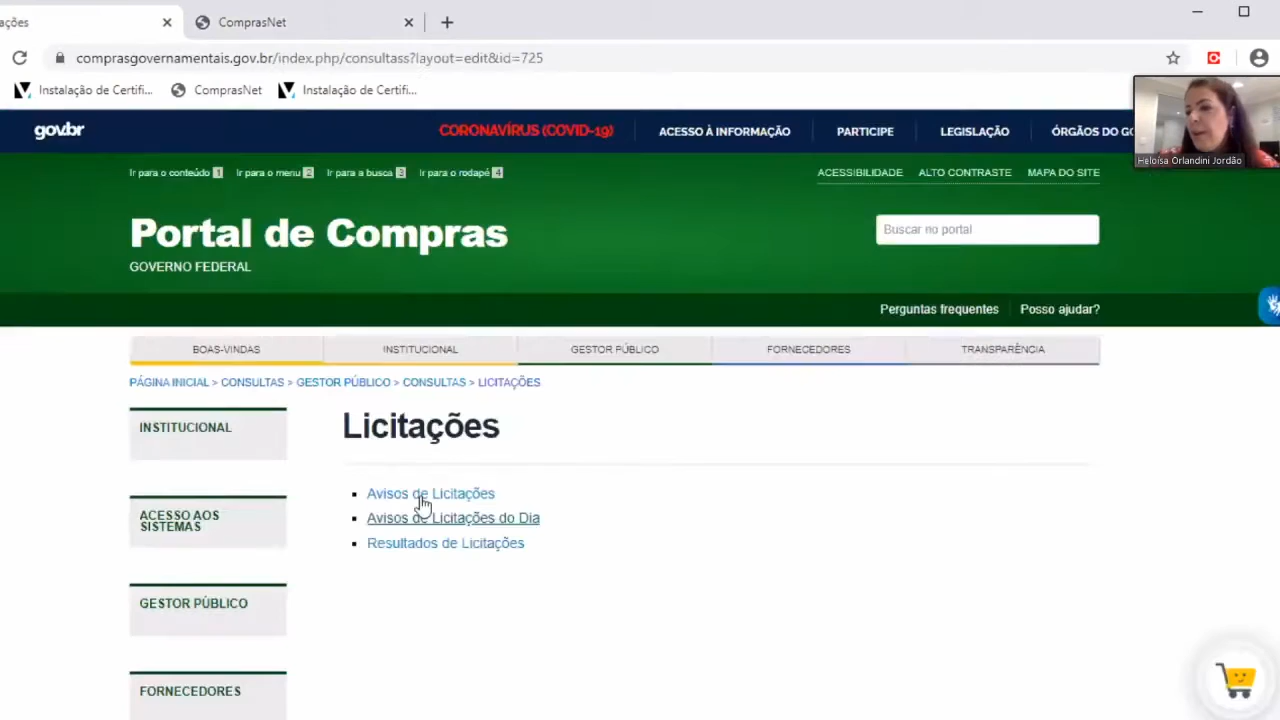 ações
ComprasNet
comprasgovernamentais.gov.br/index.php/consultass?layout=edit&id=725
Instalação de Certifi...
ComprasNet
Instalação de Certifi...
gov.br
CORONAVÍRUS (COVID-19)
ACESSO À INFORMAÇÃO
PARTICIPE
LEGISLAÇÃO
ÓRGÃOS DO GO
Heloísa Orlandini Jordão
Ir para o conteúdo 1
Ir para o menu 2
Ir para a busca 3
Ir para o rodapé 4
ACESSIBILIDADE
ALTO CONTRASTE
MAPA DO SITE
Portal de Compras
Buscar no portal
GOVERNO FEDERAL
Perguntas frequentes
Posso ajudar?
BOAS-VINDAS
INSTITUCIONAL
GESTOR PÚBLICO
FORNECEDORES
TRANSPARÊNCIA
PÁGINA INICIAL > CONSULTAS > GESTOR PÚBLICO > CONSULTAS > LICITAÇÕES
INSTITUCIONAL
ACESSO AOS
SISTEMAS
GESTOR PÚBLICO
FORNECEDORES
Licitações
Avisos de Licitações
Avisos de Licitações do Dia
Resultados de Licitações